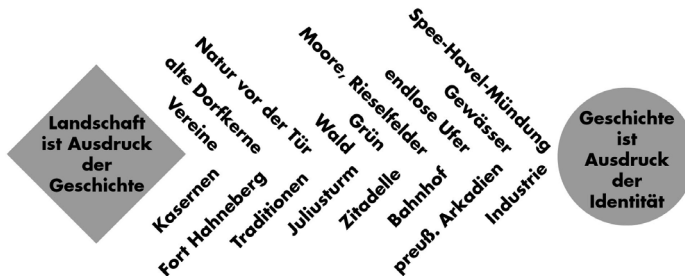 Landschaft
ist Ausdruck
der
Geschichte
Vereine
alte Dorfkerne
Natur vor der Tür
Wald
Grün
Moore, Rieselfelder
endlose Ufer
Gewässer
Spee-Havel-Mündung
Kasernen
Fort Hahneberg
Traditionen
Juliusturm
Zitadelle
Bahnhof
preuß. Arkadien
Industrie
Geschichte
ist
Ausdruck
der
Identität